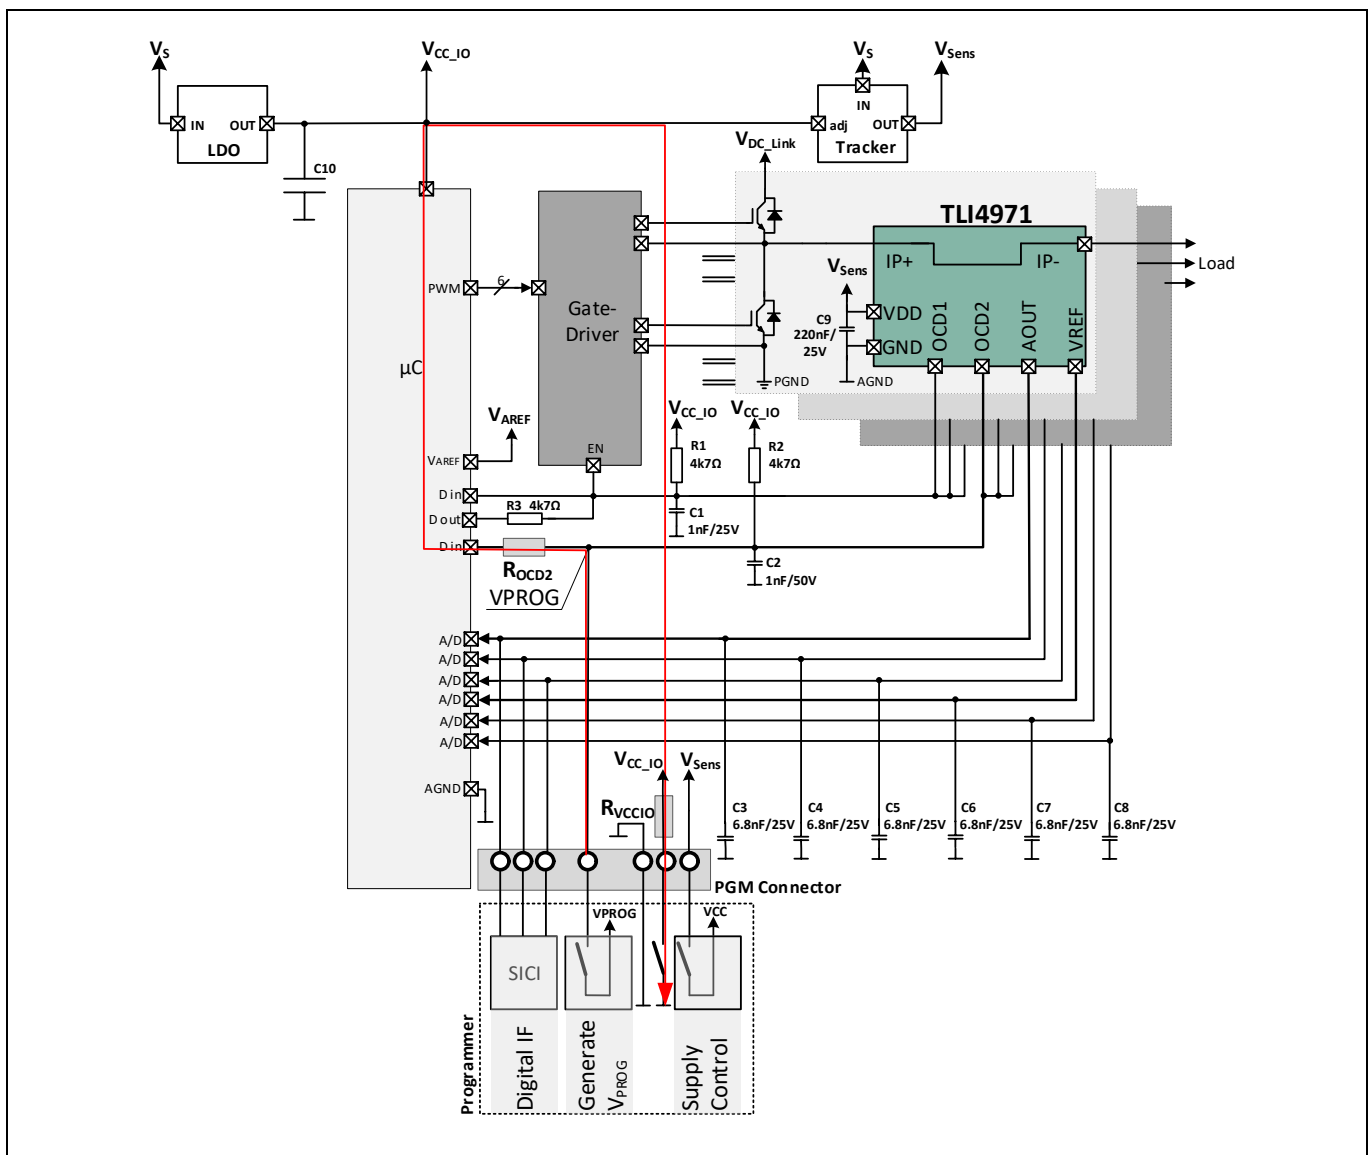 VS
VCC_IO
VS
VSens
IN
OUT
LDO
C10
IN
adj
OUT
Tracker
VDC_Link
TLI4971
IP+
IP-
Load
VSens
VDD
GND
OCD1
OCD2
AOUT
VREF
C9
220nF/
25V
PGND
AGND
PWM
6
Gate-
Driver
µC
VAREF
VCC_IO
VCC_IO
R1
4k7Ω
R2
4k7Ω
EN
VAREF
Din
R3 4k7Ω
Dout
C1
1nF/25V
Din
ROCD2
VPROG
C2
1nF/50V
A/D
A/D
A/D
A/D
A/D
A/D
AGND
VCC_IO
VSens
RVCCIO
C3
6.8nF/25V
C4
6.8nF/25V
C5
6.8nF/25V
C6
6.8nF/25V
C7
6.8nF/25V
C8
6.8nF/25V
PGM Connector
VPROG
VCC
SICI
Programmer
Digital IF
Generate
VPROG
Supply
Control